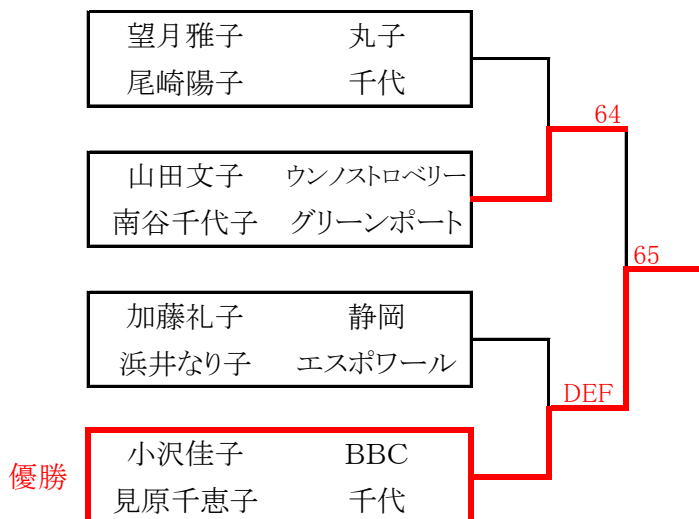 望月雅子 丸子
尾崎陽子 千代
64
山田文子 ウンノストロベリー
南谷千代子 グリーンポート
65
加藤礼子 静岡
浜井なり子 エスポワール
DEF
小沢佳子 BBC
優勝
見原千恵子 千代